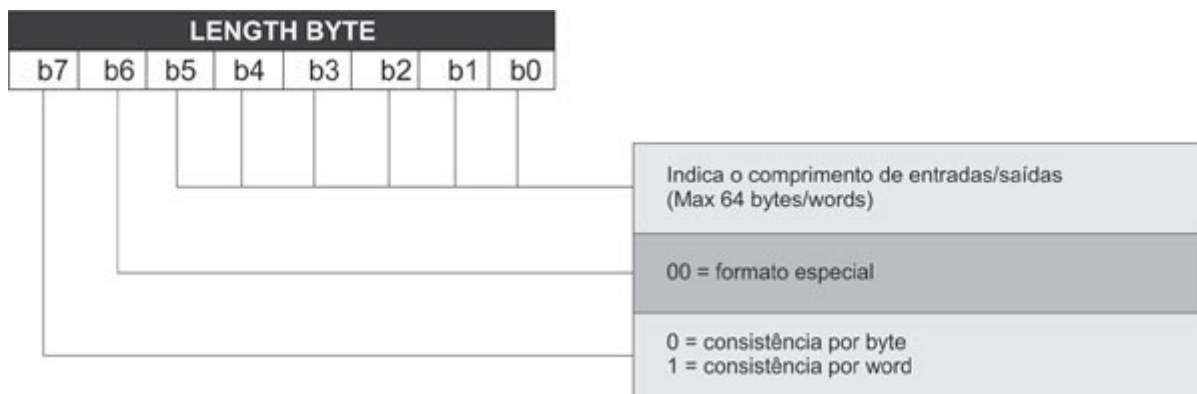 LENGTH BYTE
b7 b6 b5 b4 b3 b2 b1 b0
Indica o comprimento de entradas/saídas
(Max 64 bytes/words)
00 = formato especial
0 = consistência por byte
1 = consistência por word